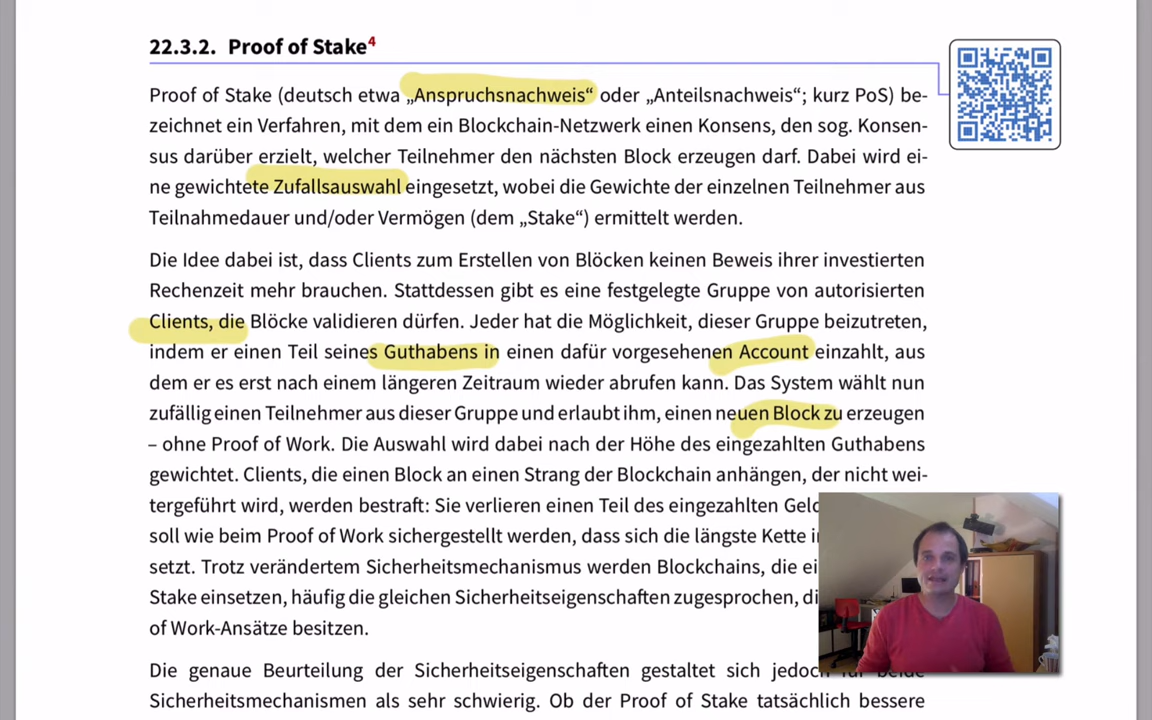 22.3.2. Proof of Stake4
Proof of Stake (deutsch etwa „Anspruchsnachweis“ oder „Anteilsnachweis“; kurz PoS) be-
zeichnet ein Verfahren, mit dem ein Blockchain-Netzwerk einen Konsens, den sog. Konsen-
sus darüber erzielt, welcher Teilnehmer den nächsten Block erzeugen darf. Dabei wird ei-
ne gewichtete Zufallsauswahl eingesetzt, wobei die Gewichte der einzelnen Teilnehmer aus
Teilnahmedauer und/oder Vermögen (dem „Stake“) ermittelt werden.
Die Idee dabei ist, dass Clients zum Erstellen von Blöcken keinen Beweis ihrer investierten
Rechenzeit mehr brauchen. Stattdessen gibt es eine festgelegte Gruppe von autorisierten
Clients, die Blöcke validieren dürfen. Jeder hat die Möglichkeit, dieser Gruppe beizutreten,
indem er einen Teil seines Guthabens in einen dafür vorgesehenen Account einzahlt, aus
dem er es erst nach einem längeren Zeitraum wieder abrufen kann. Das System wählt nun
zufällig einen Teilnehmer aus dieser Gruppe und erlaubt ihm, einen neuen Block zu erzeugen
– ohne Proof of Work. Die Auswahl wird dabei nach der Höhe des eingezahlten Guthabens
gewichtet. Clients, die einen Block an einen Strang der Blockchain anhängen, der nicht wei-
tergeführt wird, werden bestraft: Sie verlieren einen Teil des eingezahlten
soll wie beim Proof of Work sichergestellt werden, dass sich die längste Kette
setzt. Trotz verändertem Sicherheitsmechanismus werden Blockchains, die
Stake einsetzen, häufig die gleichen Sicherheitseigenschaften zugesprochen,
of Work-Ansätze besitzen.
Die genaue Beurteilung der Sicherheitseigenschaften gestaltet sich jedoch für beide
Sicherheitsmechanismen als sehr schwierig. Ob der Proof of Stake tatsächlich bessere